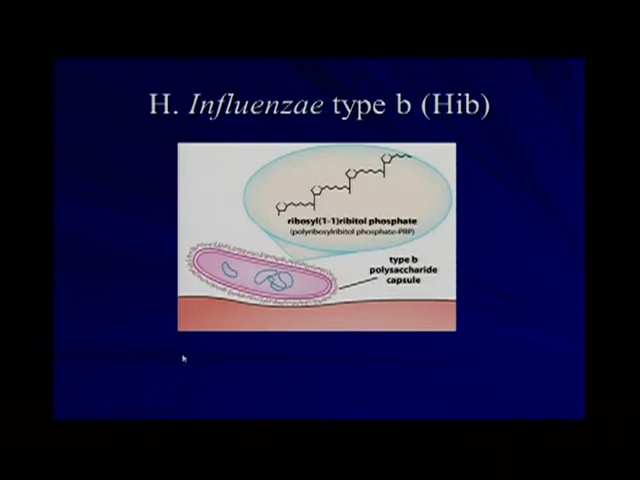 H. Influenzae type b (Hib)
ribosyl(1-1)ribitol phosphate
(polyribosylribitol phosphate-PRP)
type b
polysaccharide
capsule